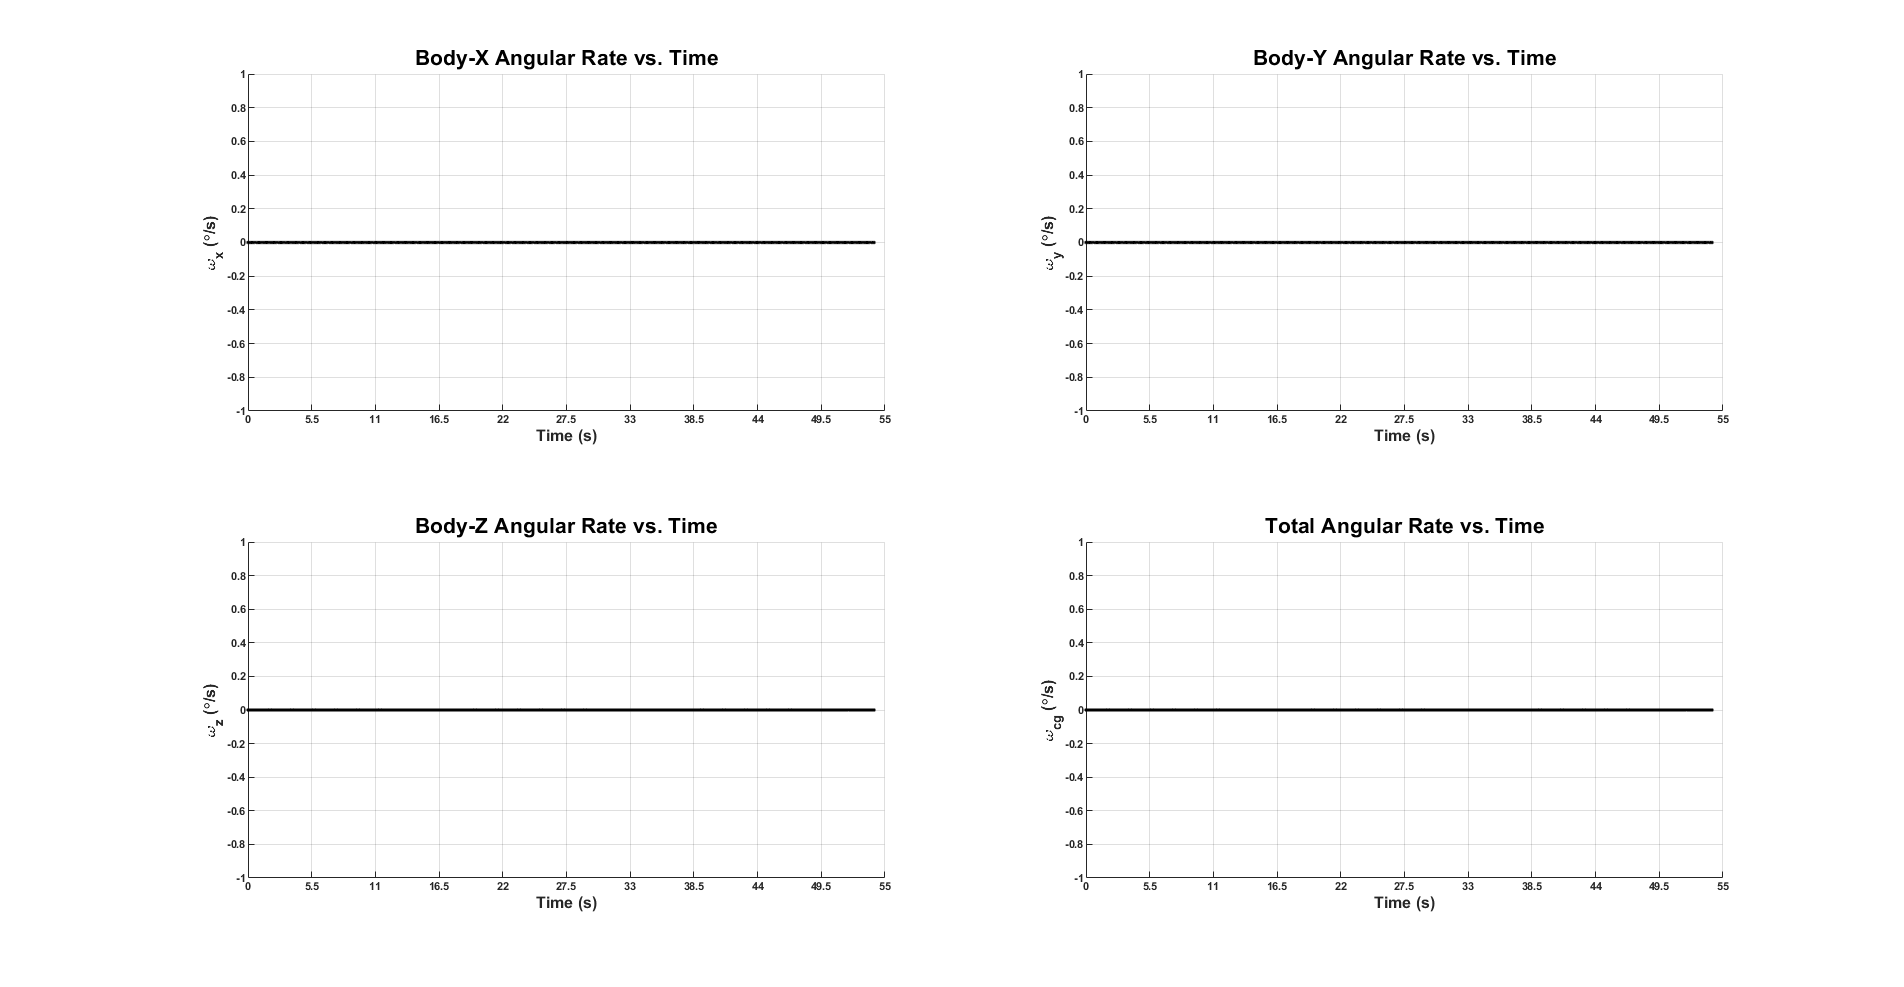 Body-X Angular Rate vs. Time
1
0.8
0.6
0.4
0.2
0
-0.2
-0.4
-0.6
-0.8
-1
ωx (°/s)
0 5.5 11 16.5 22 27.5 33 38.5 44 49.5 55
Time (s)
Body-Y Angular Rate vs. Time
1
0.8
0.6
0.4
0.2
0
-0.2
-0.4
-0.6
-0.8
-1
ωy (°/s)
0 5.5 11 16.5 22 27.5 33 38.5 44 49.5 55
Time (s)
Body-Z Angular Rate vs. Time
1
0.8
0.6
0.4
0.2
0
-0.2
-0.4
-0.6
-0.8
-1
ωz (°/s)
0 5.5 11 16.5 22 27.5 33 38.5 44 49.5 55
Time (s)
Total Angular Rate vs. Time
1
0.8
0.6
0.4
0.2
0
-0.2
-0.4
-0.6
-0.8
-1
ωcg (°/s)
0 5.5 11 16.5 22 27.5 33 38.5 44 49.5 55
Time (s)